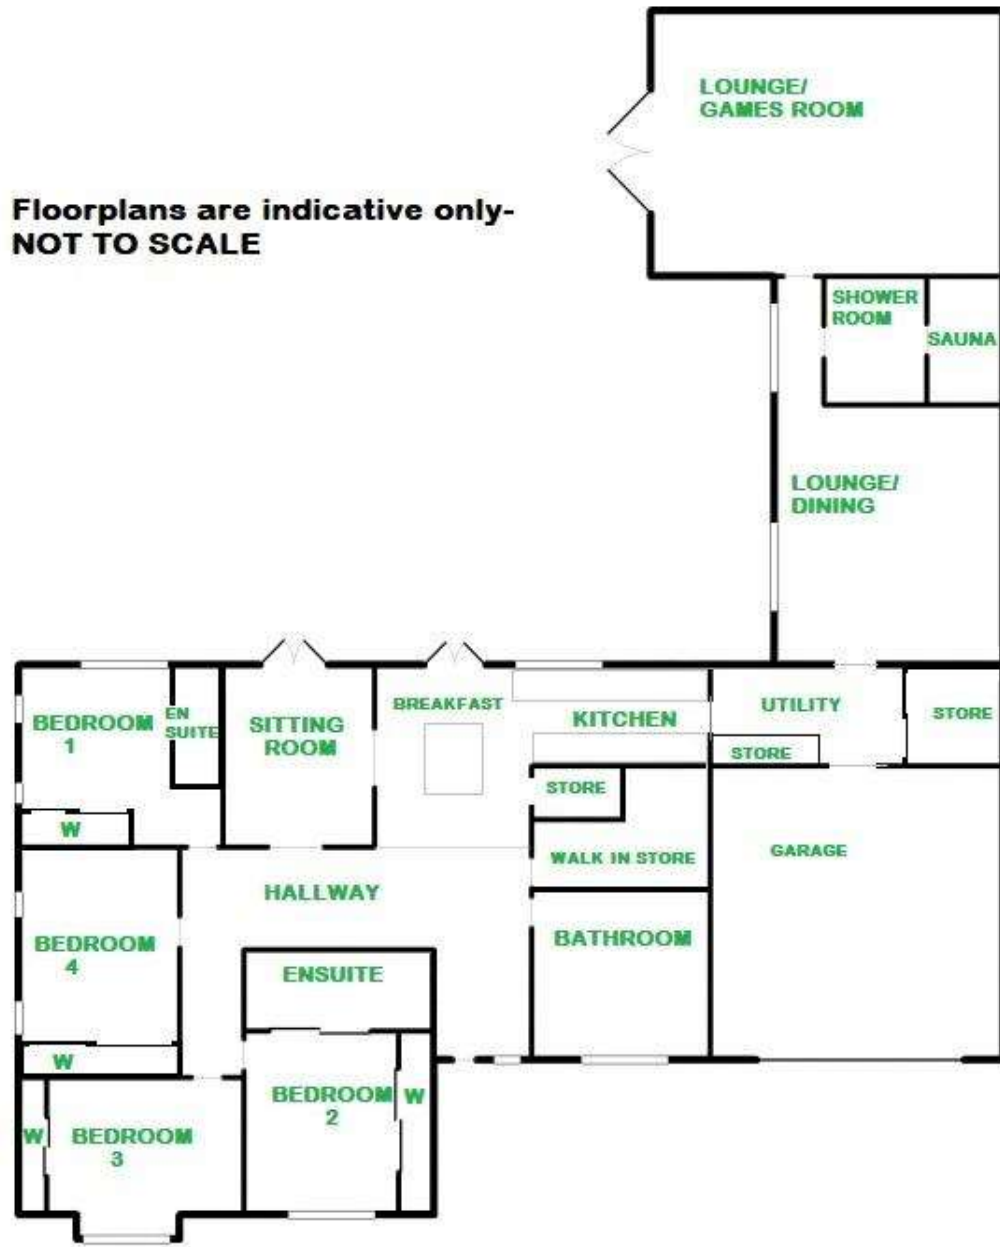 LOUNGE/
GAMES ROOM
Floorplans are indicative only-
NOT TO SCALE
SHOWER
ROOM
SAUNA
LOUNGE/
DINING
BEDROOM
1
EN
SUITE
SITTING
ROOM
BREAKFAST
KITCHEN
UTILITY
STORE
STORE
STORE
W
WALK IN STORE
GARAGE
HALLWAY
BEDROOM
4
BATHROOM
ENSUITE
W
BEDROOM
2
W
W
BEDROOM
3